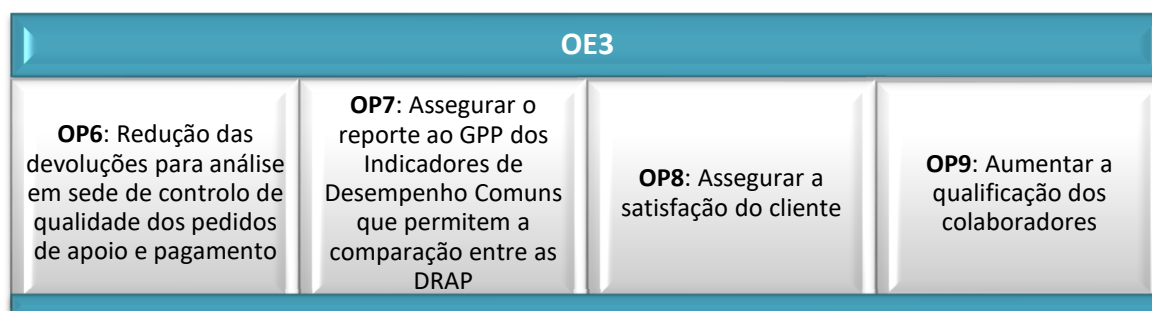 OE3
OP6: Redução das
devoluções para análise
em sede de controlo de
qualidade dos pedidos
de apoio e pagamento
OP7: Assegurar o
reporte ao GPP dos
Indicadores de
Desempenho Comuns
que permitem a
comparação entre as
DRAP
OP8: Assegurar a
satisfação do cliente
OP9: Aumentar a
qualificação dos
colaboradores